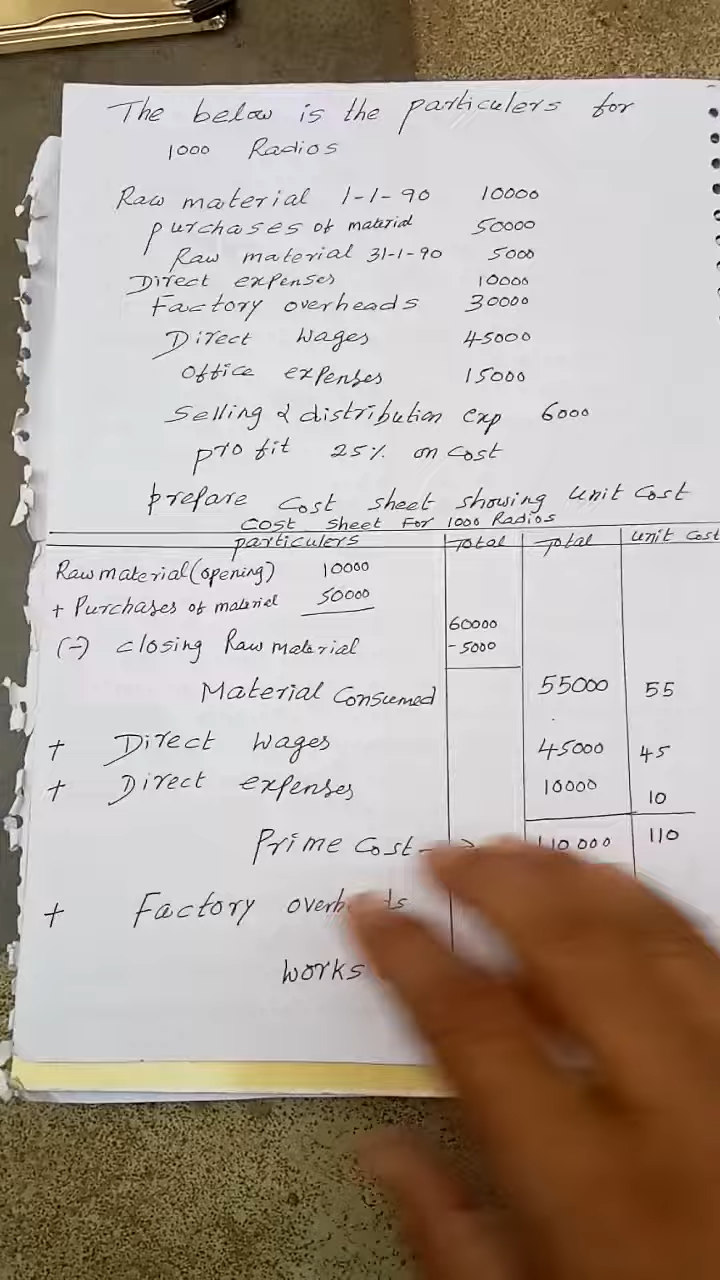 The below is the particulers for
1000 Radios
Raw material 1-1-90 10000
purchases of material 50000
Raw material 31-1-90 5000
Direct expenses 10000
Factory overheads 30000
Direct wages 45000
office expenses 15000
Selling & distribution exp 6000
profit 25% on cost
prepare cost sheet showing unit cost
COST Sheet For 1000 Radios
particulers Total Total unit cost
Raw material (opening) 10000
+ Purchases of material 50000
60000
(-) closing Raw material -5000
Material Consumed 55000 55
+ Direct wages 45000 45
+ Direct expenses 10000 10
Prime Cost 110,000 110
+ Factory overheads
works